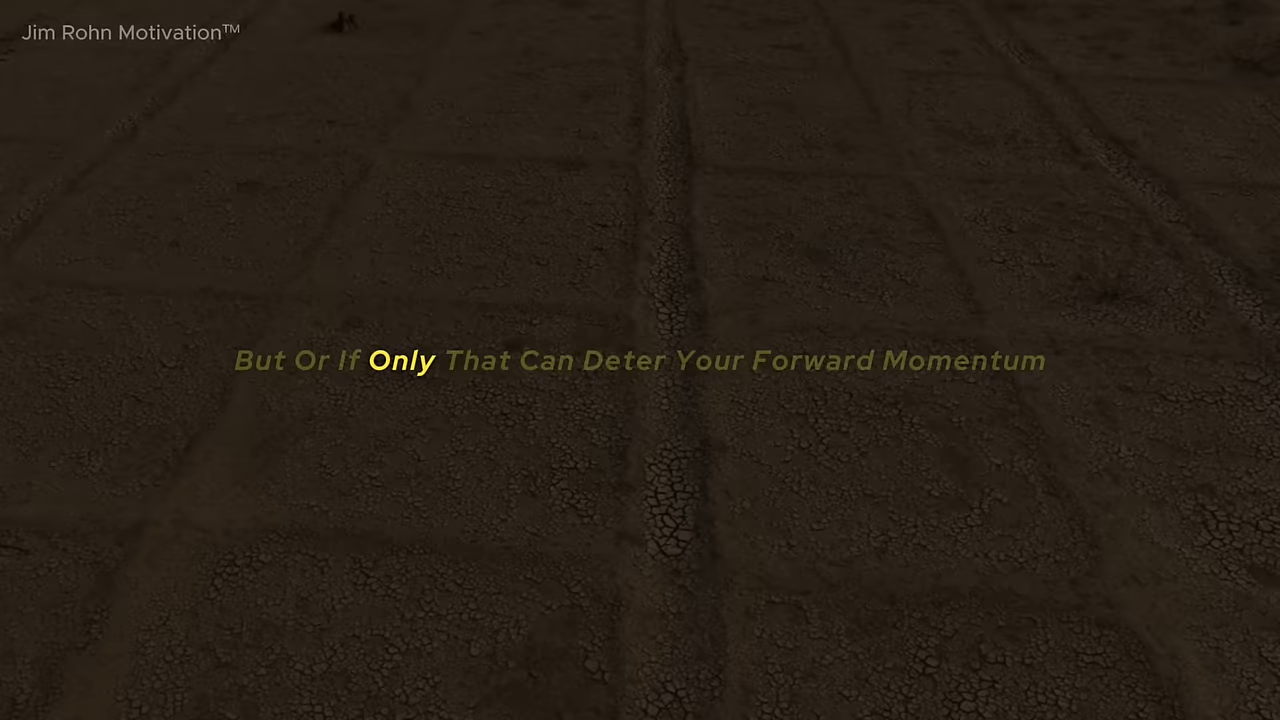 Jim Rohn Motivation™
But Or If Only That Can Deter Your Forward Momentum